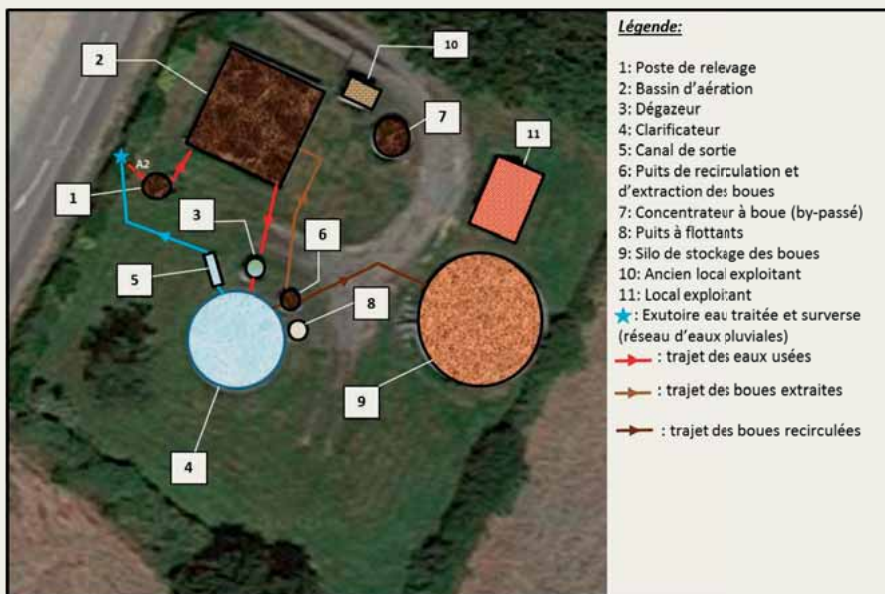 10
2
7
11
A2
1
3
6
5
8
9
4
Légende:
1: Poste de relevage
2: Bassin d'aération
3: Dégazeur
4: Clarificateur
5: Canal de sortie
6: Puits de recirculation et
d'extraction des boues
7: Concentrateur à boue (by-passé)
8: Puits à flottants
9: Silo de stockage des boues
10: Ancien local exploitant
11: Local exploitant
: Exutoire eau traitée et surverse
(réseau d'eaux pluviales)
: trajet des eaux usées
: trajet des boues extraites
: trajet des boues recirculées